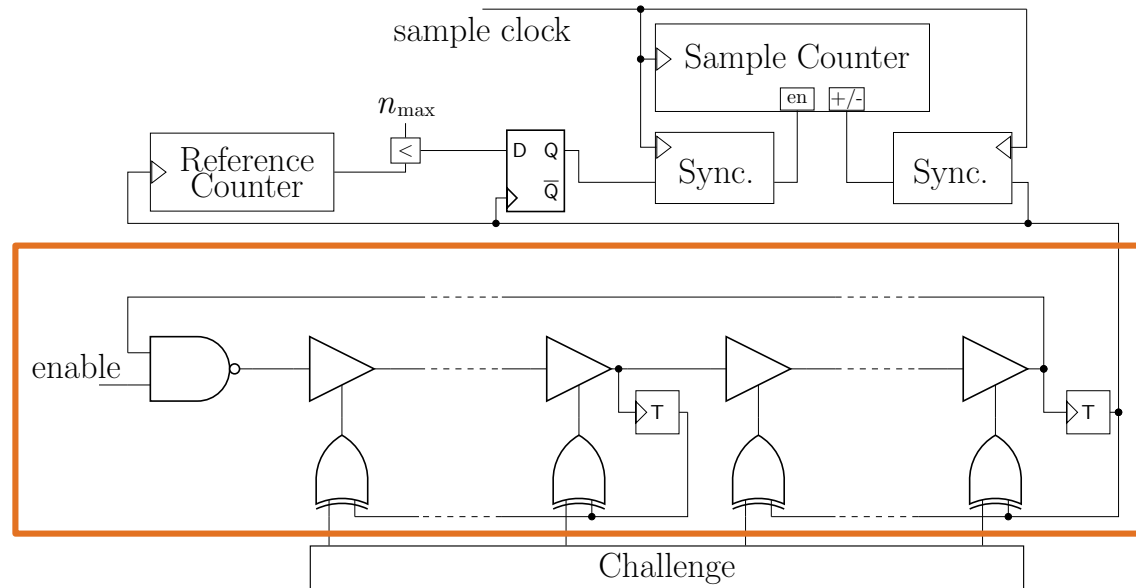 sample clock
Sample Counter
en
+/-
n_max
<
Reference
Counter
D Q
Q̅
Sync.
Sync.
enable
T
T
Challenge